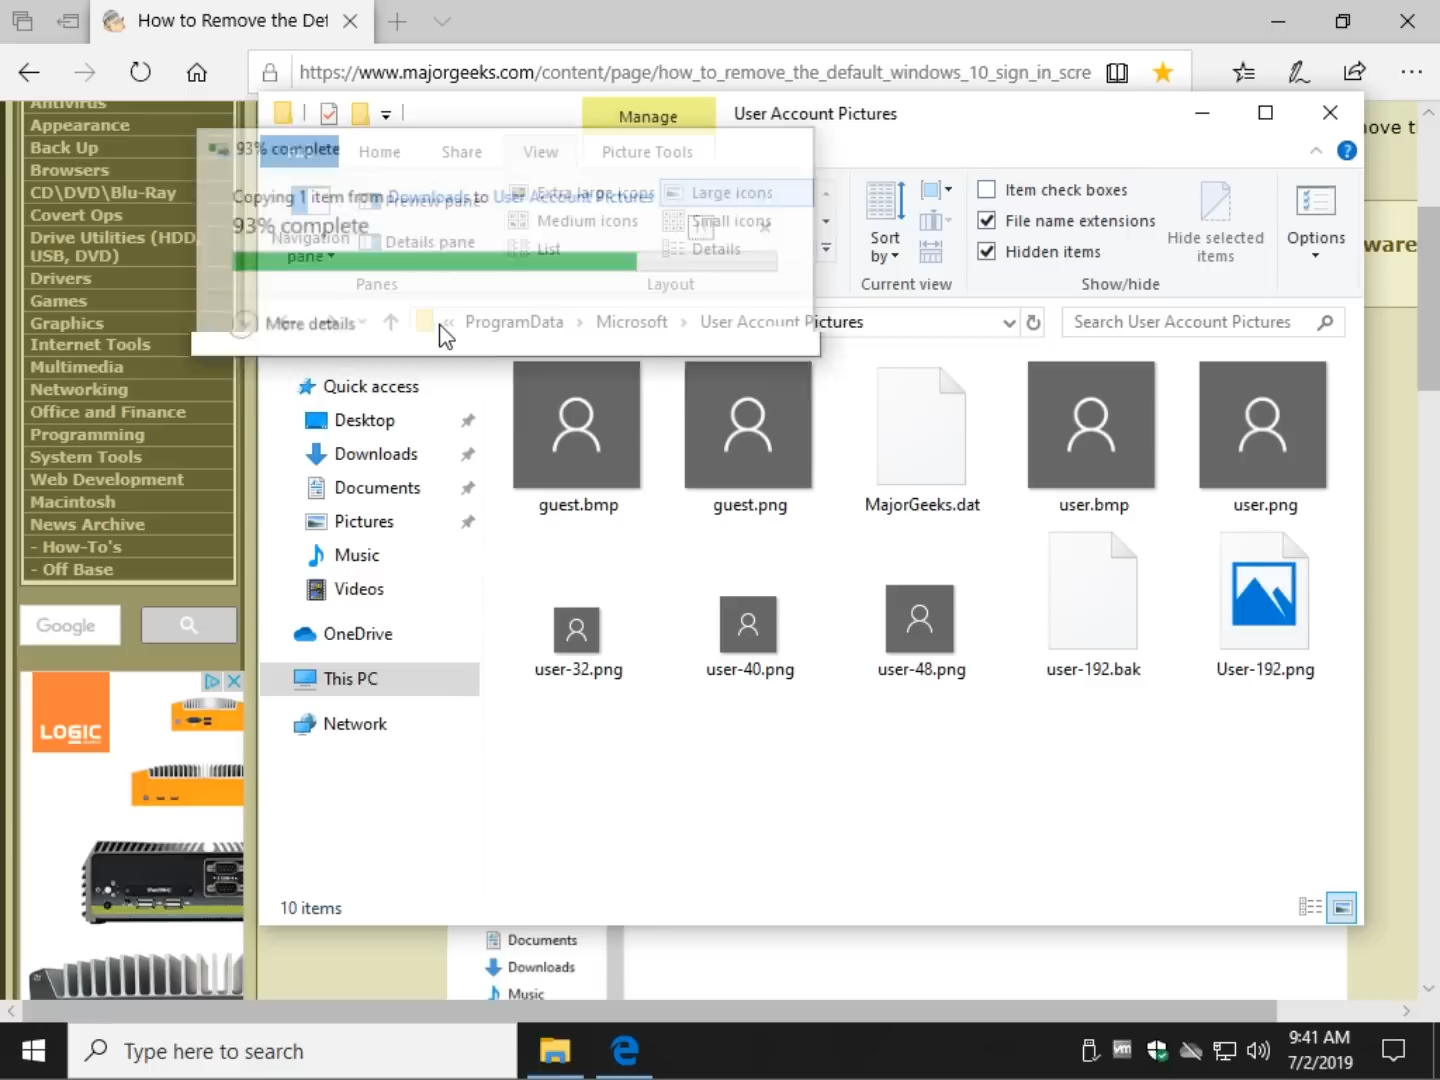 How to Remove the Def
https://www.majorgeeks.com/content/page/how_to_remove_the_default_windows_10_sign_in_scre
Antivirus
Appearance
Back Up
Browsers
CD\DVD\Blu-Ray
Covert Ops
Drive Utilities (HDD,
USB, DVD)
Drivers
Games
Graphics
Internet Tools
Multimedia
Networking
Office and Finance
Programming
System Tools
Web Development
Macintosh
News Archive
- How-To's
- Off Base
Google
LOGIC
ove t
ware
Manage
User Account Pictures
Home
Share
View
Picture Tools
93% complete
Copying 1 item from Downloads to User Account Pictures
93% complete
More details
Navigation
pane
Preview pane
Details pane
Panes
Extra large icons
Large icons
Medium icons
Small icons
List
Details
Layout
Sort
by
Current view
Item check boxes
File name extensions
Hidden items
Hide selected
items
Show/hide
Options
« ProgramData › Microsoft › User Account Pictures
Search User Account Pictures
Quick access
Desktop
Downloads
Documents
Pictures
Music
Videos
OneDrive
This PC
Network
guest.bmp
guest.png
MajorGeeks.dat
user.bmp
user.png
user-32.png
user-40.png
user-48.png
user-192.bak
User-192.png
10 items
Documents
Downloads
Music
Type here to search
vm
9:41 AM
7/2/2019